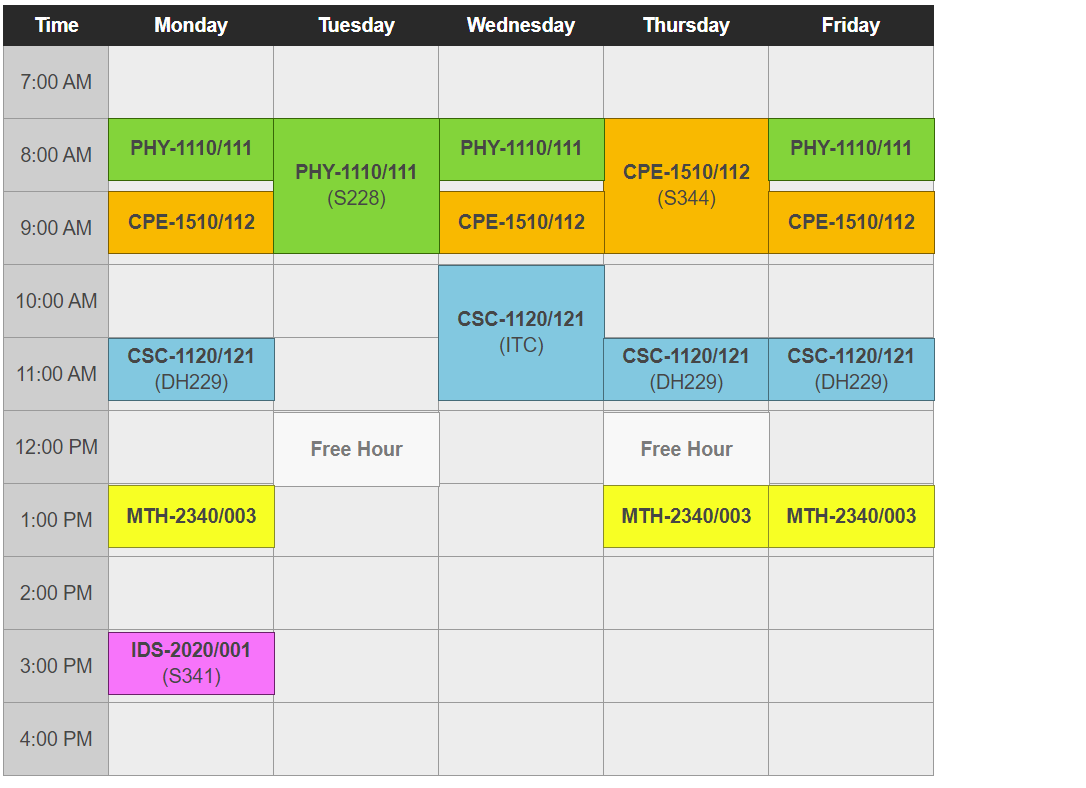 Time Monday Tuesday Wednesday Thursday Friday
7:00 AM
8:00 AM PHY-1110/111 PHY-1110/111 PHY-1110/111 CPE-1510/112 PHY-1110/111
(S228) (S344)
9:00 AM CPE-1510/112 CPE-1510/112 CPE-1510/112
10:00 AM CSC-1120/121
(ITC)
11:00 AM CSC-1120/121 CSC-1120/121 CSC-1120/121
(DH229) (DH229) (DH229)
12:00 PM Free Hour Free Hour
1:00 PM MTH-2340/003 MTH-2340/003 MTH-2340/003
2:00 PM
3:00 PM IDS-2020/001
(S341)
4:00 PM